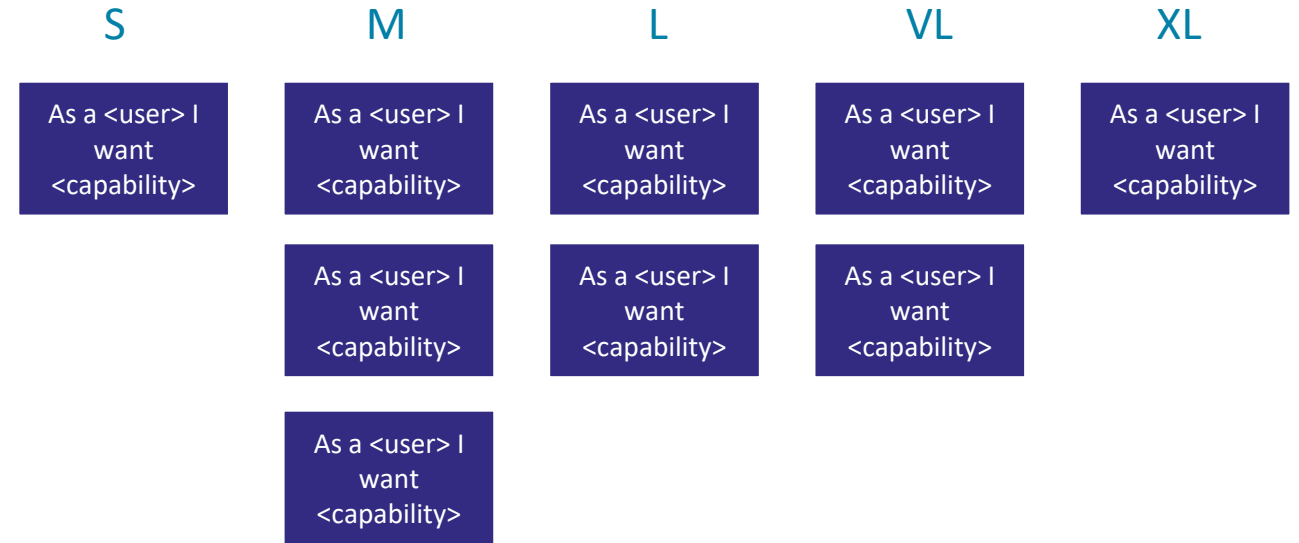 S M L VL XL
As a <user> I
want
<capability>
As a <user> I
want
<capability>
As a <user> I
want
<capability>
As a <user> I
want
<capability>
As a <user> I
want
<capability>
As a <user> I
want
<capability>
As a <user> I
want
<capability>
As a <user> I
want
<capability>
As a <user> I
want
<capability>